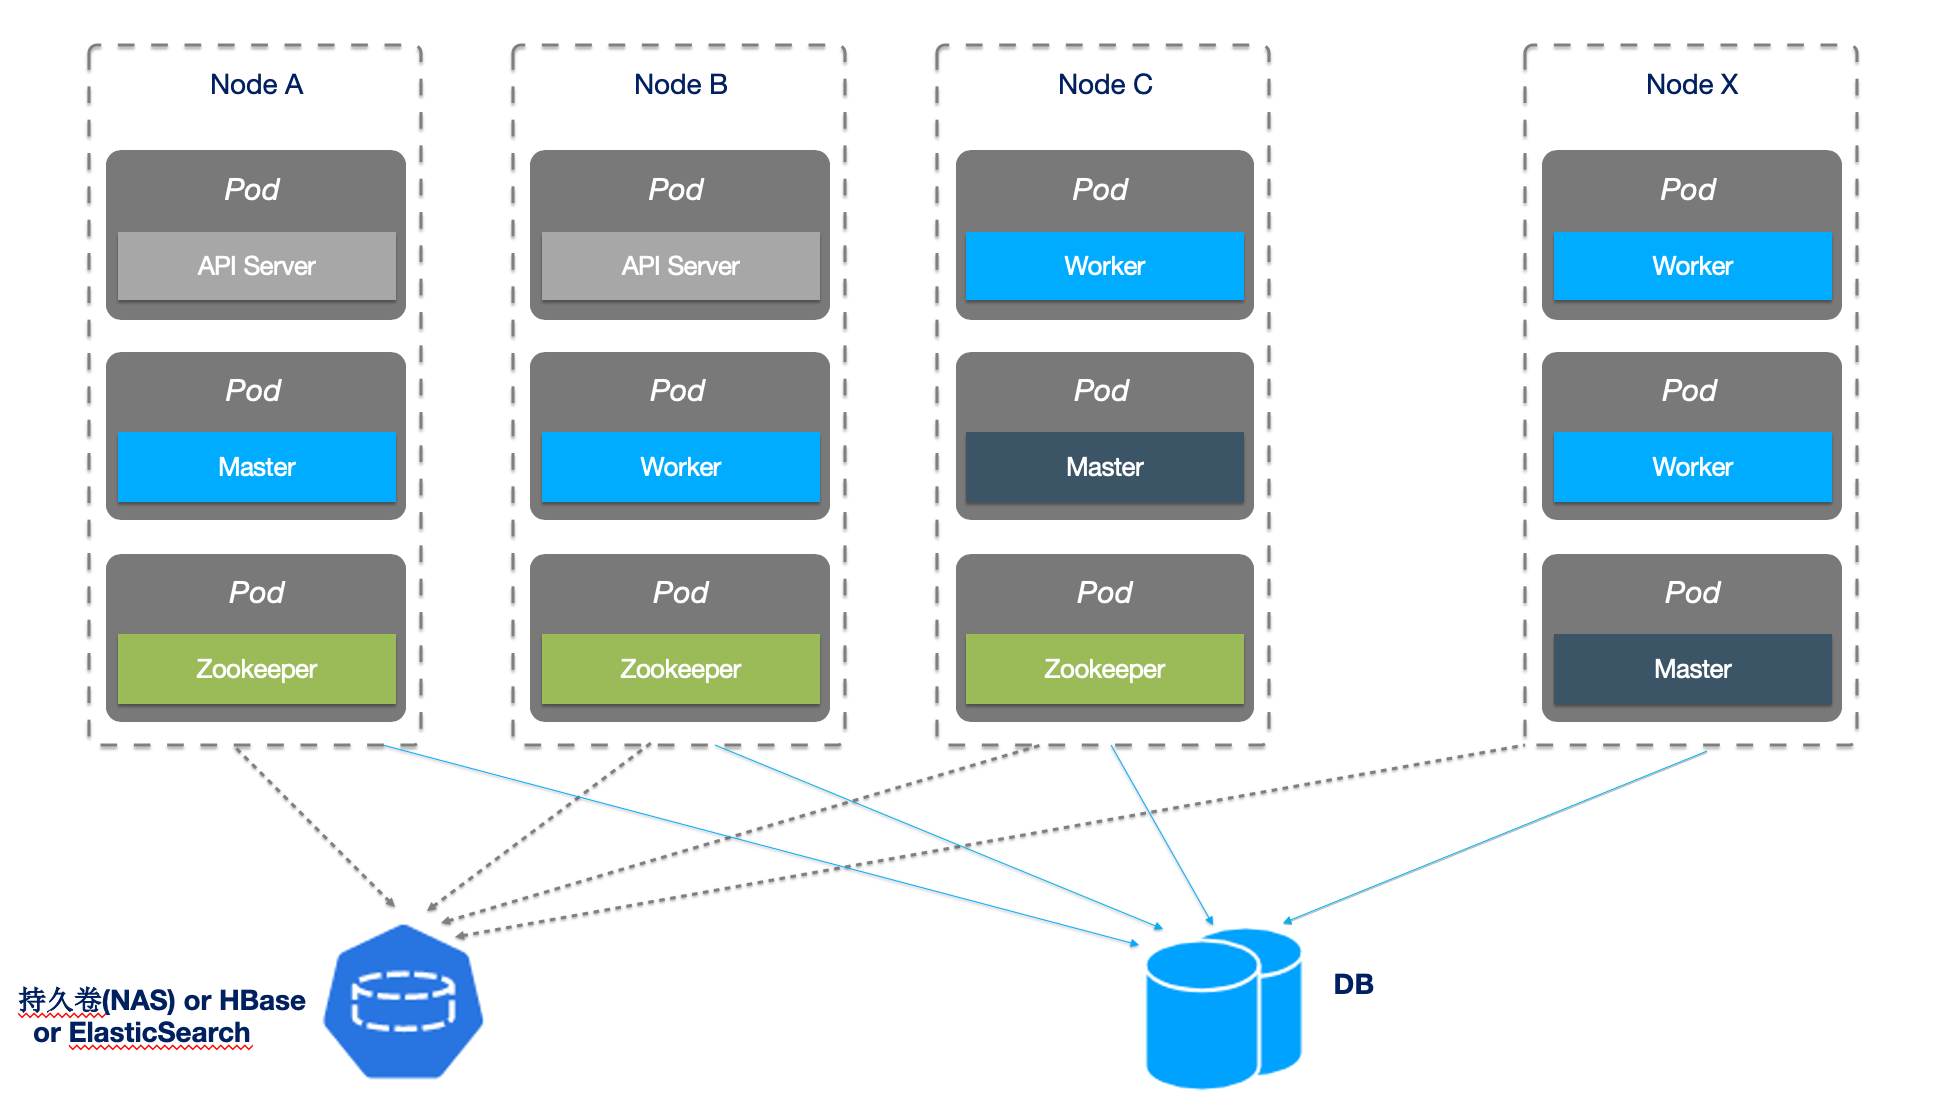 Node A
Pod
API Server
Pod
Master
Pod
Zookeeper
Node B
Pod
API Server
Pod
Worker
Pod
Zookeeper
Node C
Pod
Worker
Pod
Master
Pod
Zookeeper
Node X
Pod
Worker
Pod
Worker
Pod
Master
持久卷(NAS) or HBase
or ElasticSearch
DB